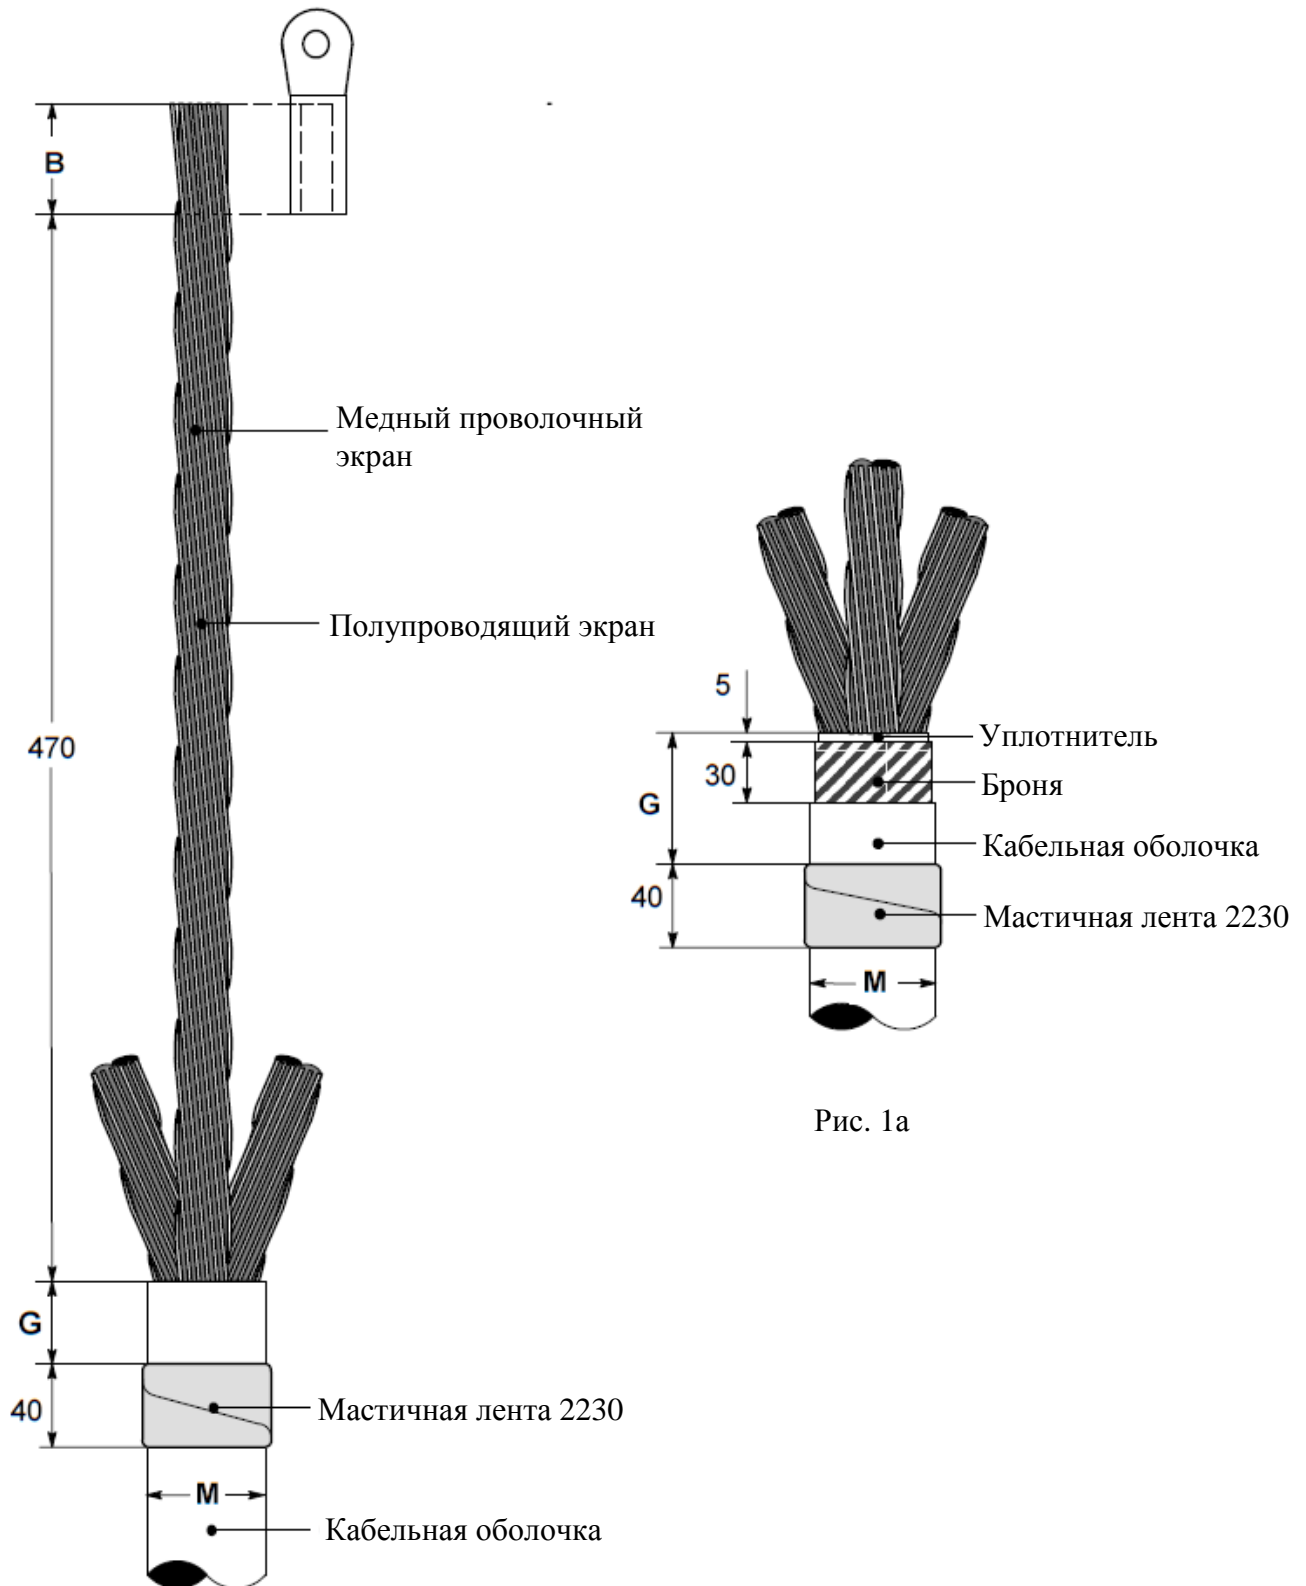 B
470
Медный проволочный
экран
Полупроводящий экран
G
40
Мастичная лента 2230
M
Кабельная оболочка
5
30
G
40
Уплотнитель
Броня
Кабельная оболочка
Мастичная лента 2230
M
Рис. 1а